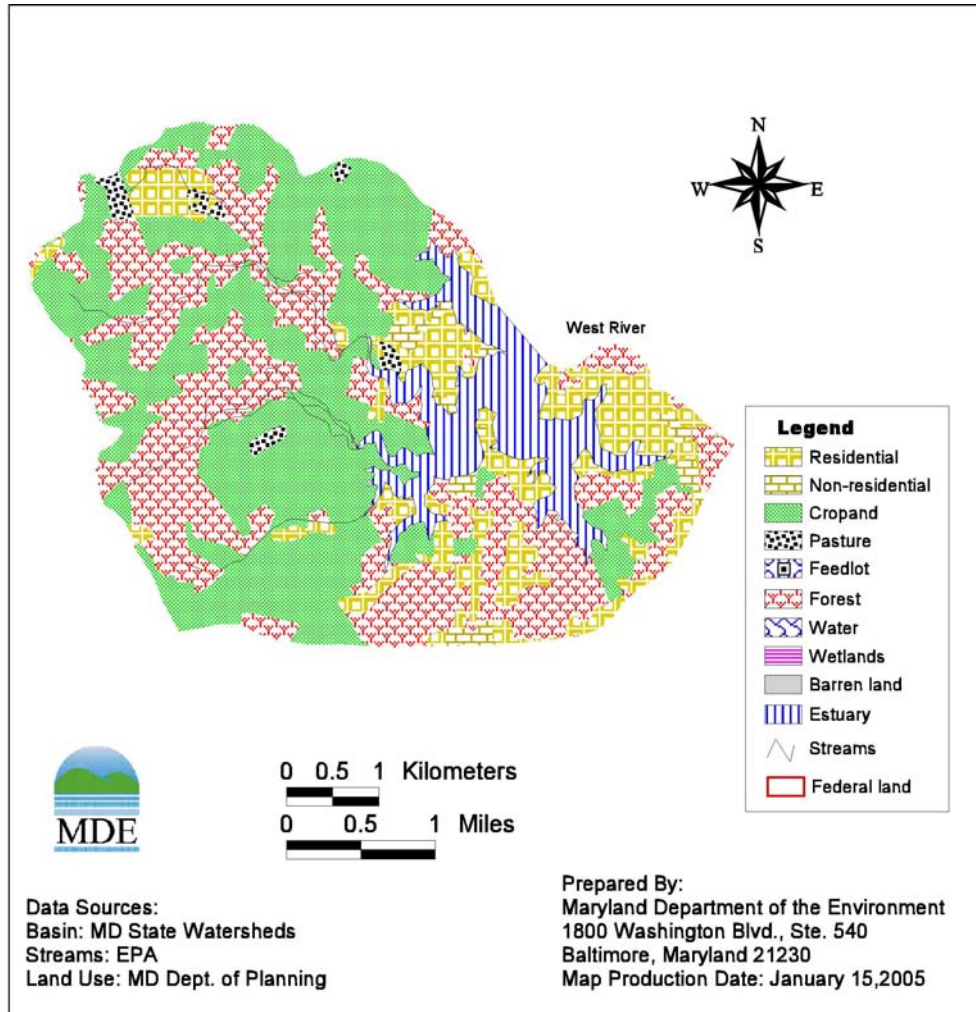 N
W E
S
West River
Legend
Residential
Non-residential
Cropand
Pasture
Feedlot
Forest
Water
Wetlands
Barren land
Estuary
Streams
Federal land
MDE
0 0.5 1 Kilometers
0 0.5 1 Miles
Data Sources:
Basin: MD State Watersheds
Streams: EPA
Land Use: MD Dept. of Planning
Prepared By:
Maryland Department of the Environment
1800 Washington Blvd., Ste. 540
Baltimore, Maryland 21230
Map Production Date: January 15,2005